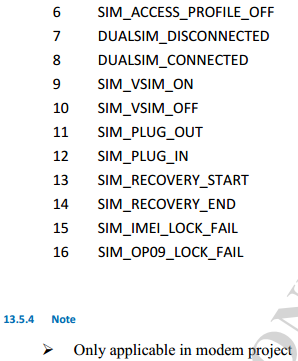 6 SIM_ACCESS_PROFILE_OFF
7 DUALSIM_DISCONNECTED
8 DUALSIM_CONNECTED
9 SIM_VSIM_ON
10 SIM_VSIM_OFF
11 SIM_PLUG_OUT
12 SIM_PLUG_IN
13 SIM_RECOVERY_START
14 SIM_RECOVERY_END
15 SIM_IMEI_LOCK_FAIL
16 SIM_OP09_LOCK_FAIL
13.5.4 Note
➢ Only applicable in modem project